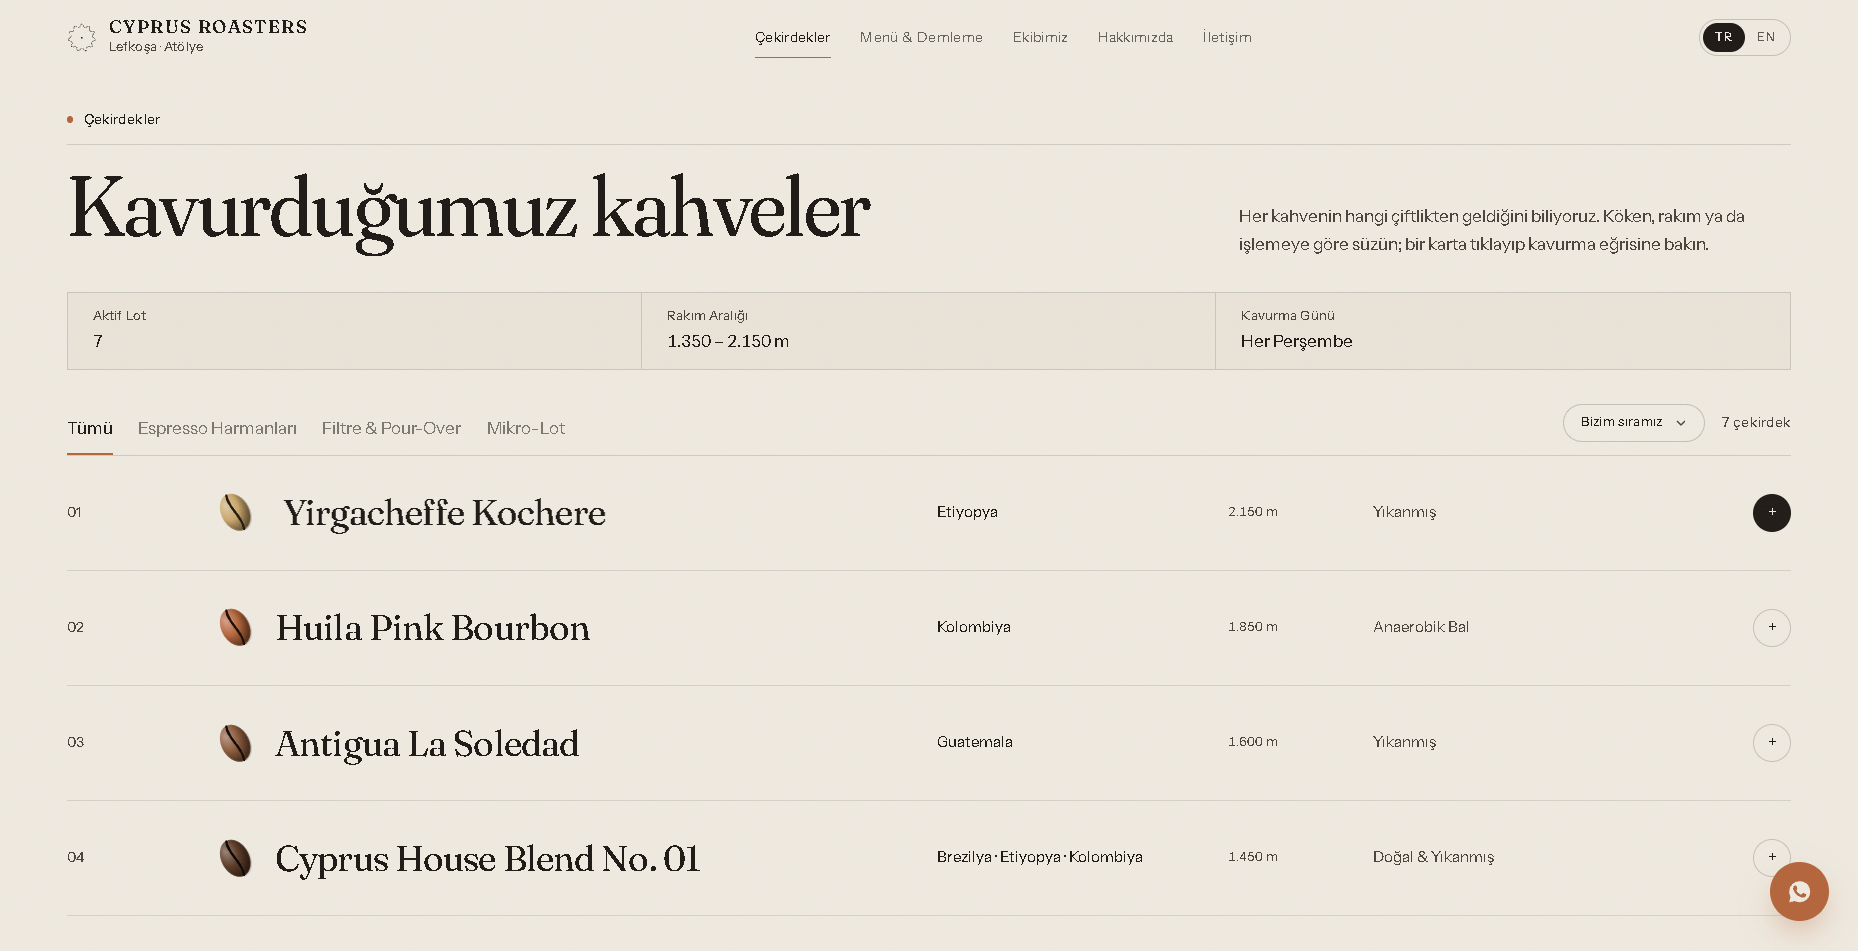 CYPRUS ROASTERS
Lefkoşa · Atölye
Çekirdekler
Menü & Demleme
Ekibimiz
Hakkımızda
İletişim
TR
EN
Çekirdekler
Kavurduğumuz kahveler
Her kahvenin hangi çiftlikten geldiğini biliyoruz. Köken, rakım ya da
işlemeye göre süzün; bir karta tıklayıp kavurma eğrisine bakın.
Aktif Lot
7
Rakım Aralığı
1.350 – 2.150 m
Kavurma Günü
Her Perşembe
Tümü
Espresso Harmanları
Filtre & Pour-Over
Mikro-Lot
Bizim sıramız
7 çekirdek
01 Yirgacheffe Kochere Etiyopya 2.150 m Yıkanmış +
02 Huila Pink Bourbon Kolombiya 1.850 m Anaerobik Bal +
03 Antigua La Soledad Guatemala 1.600 m Yıkanmış +
04 Cyprus House Blend No. 01 Brezilya · Etiyopya · Kolombiya 1.450 m Doğal & Yıkanmış +